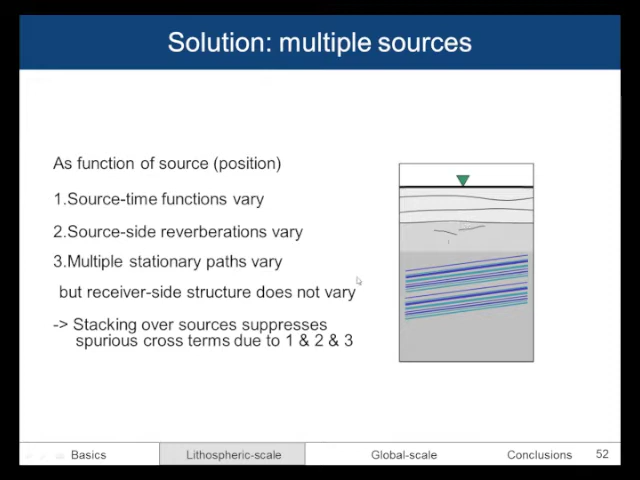 Solution: multiple sources
As function of source (position)
1.Source-time functions vary
2.Source-side reverberations vary
3.Multiple stationary paths vary
but receiver-side structure does not vary
-> Stacking over sources suppresses
spurious cross terms due to 1 & 2 & 3
Basics
Lithospheric-scale
Global-scale
Conclusions
52